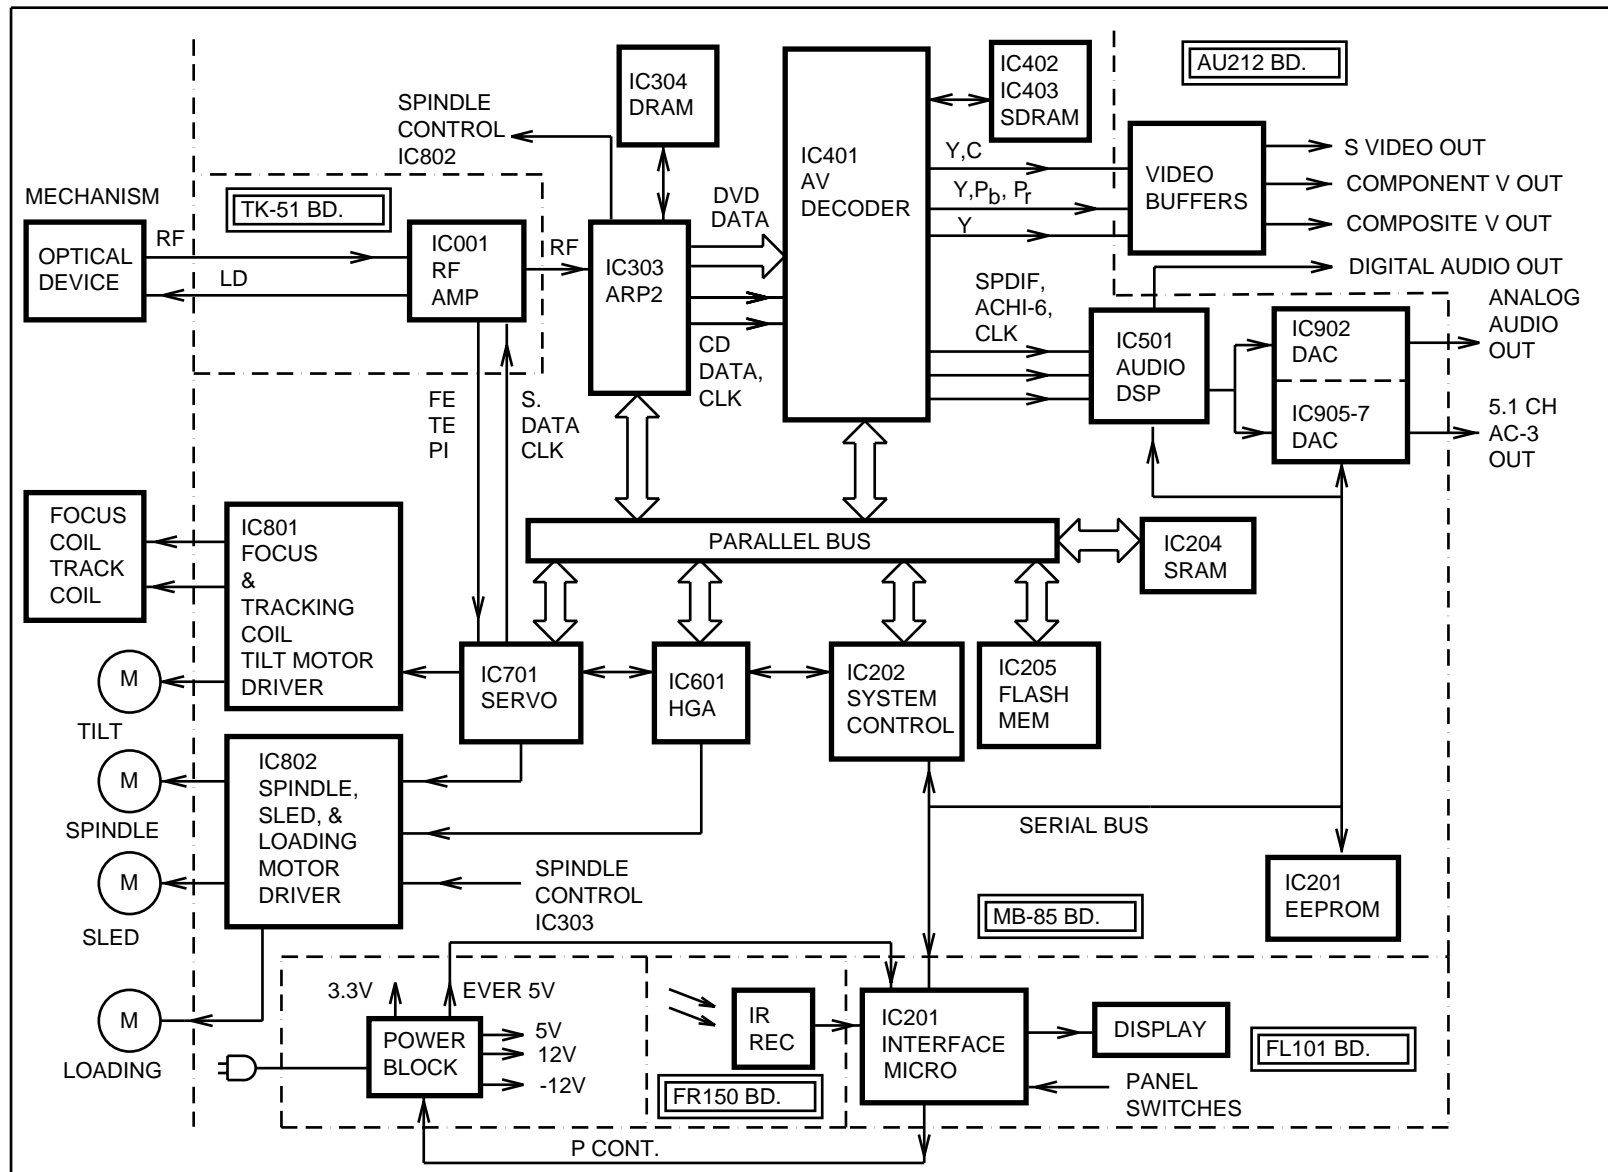 AU212 BD.
IC304
DRAM
IC402
IC403
SDRAM
SPINDLE
CONTROL
IC802
IC401
AV
DECODER
Y,C
Y,Pb, Pr
Y
VIDEO
BUFFERS
S VIDEO OUT
COMPONENT V OUT
COMPOSITE V OUT
DIGITAL AUDIO OUT
MECHANISM
TK-51 BD.
OPTICAL
DEVICE
RF
LD
IC001
RF
AMP
RF
IC303
ARP2
DVD
DATA
CD
DATA,
CLK
SPDIF,
ACHI-6,
CLK
IC501
AUDIO
DSP
IC902
DAC
IC905-7
DAC
ANALOG
AUDIO
OUT
5.1 CH
AC-3
OUT
FE
TE
PI
S.
DATA
CLK
FOCUS
COIL
TRACK
COIL
IC801
FOCUS
&
TRACKING
COIL
TILT MOTOR
DRIVER
PARALLEL BUS
IC204
SRAM
M
TILT
IC701
SERVO
IC601
HGA
IC202
SYSTEM
CONTROL
IC205
FLASH
MEM
M
SPINDLE
IC802
SPINDLE,
SLED, &
LOADING
MOTOR
DRIVER
M
SLED
SPINDLE
CONTROL
IC303
SERIAL BUS
MB-85 BD.
IC201
EEPROM
M
LOADING
3.3V
EVER 5V
POWER
BLOCK
5V
12V
-12V
IR
REC
FR150 BD.
IC201
INTERFACE
MICRO
DISPLAY
FL101 BD.
PANEL
SWITCHES
P CONT.